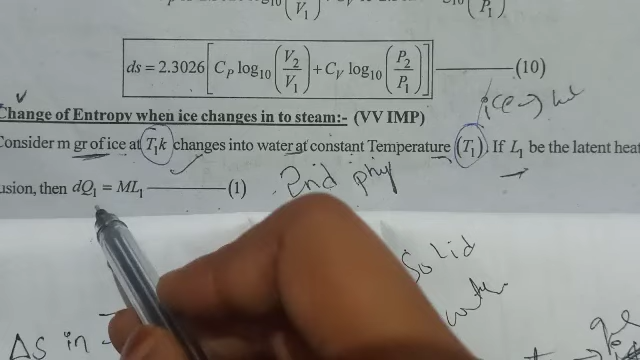 ds = 2.3026 [ C_P log₁₀ (V₂/V₁) + C_V log₁₀ (P₂/P₁) ] ——— (10)
Change of Entropy when ice changes in to steam:- (VV IMP)
Consider m gr of ice at T₁k changes into water at constant Temperature (T₁). If L₁ be the latent heat
usion, then dQ₁ = ML₁ ——— (1)
2nd phy
Solid
Δs in